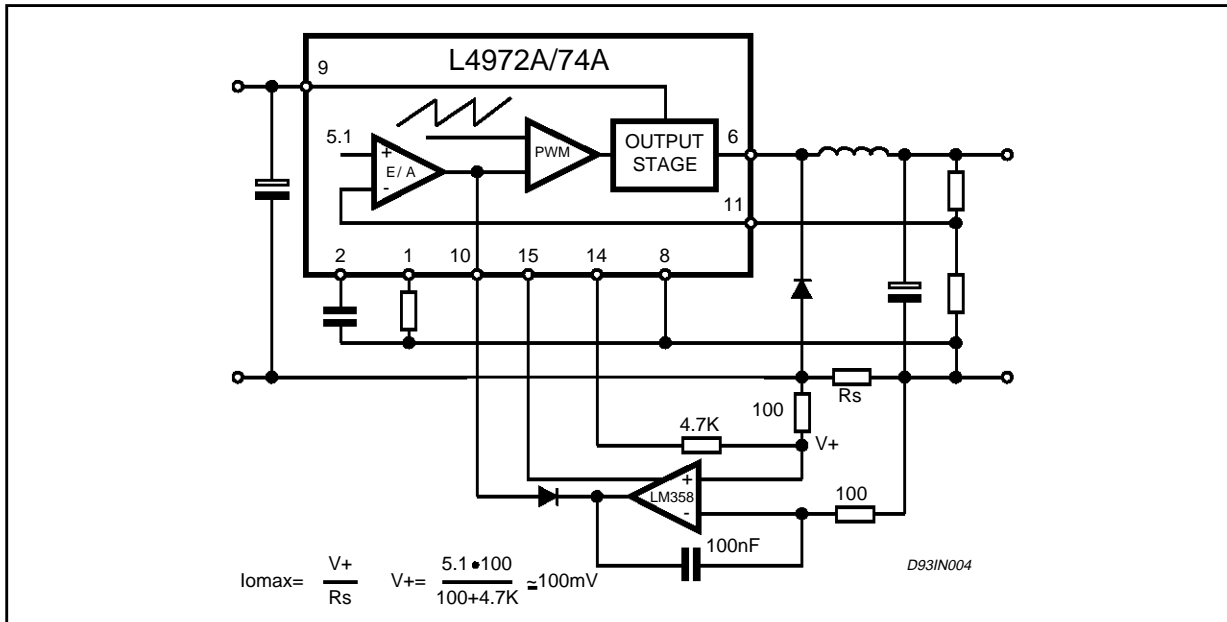 L4972A/74A
9
5.1
+
E/A
-
PWM
OUTPUT
STAGE
6
11
2
1
10
15
14
8
100
Rs
4.7K
V+
+
LM358
-
100
100nF
D93IN004
Iomax= V+ / Rs
V+= 5.1•100 / 100+4.7K ≅100mV